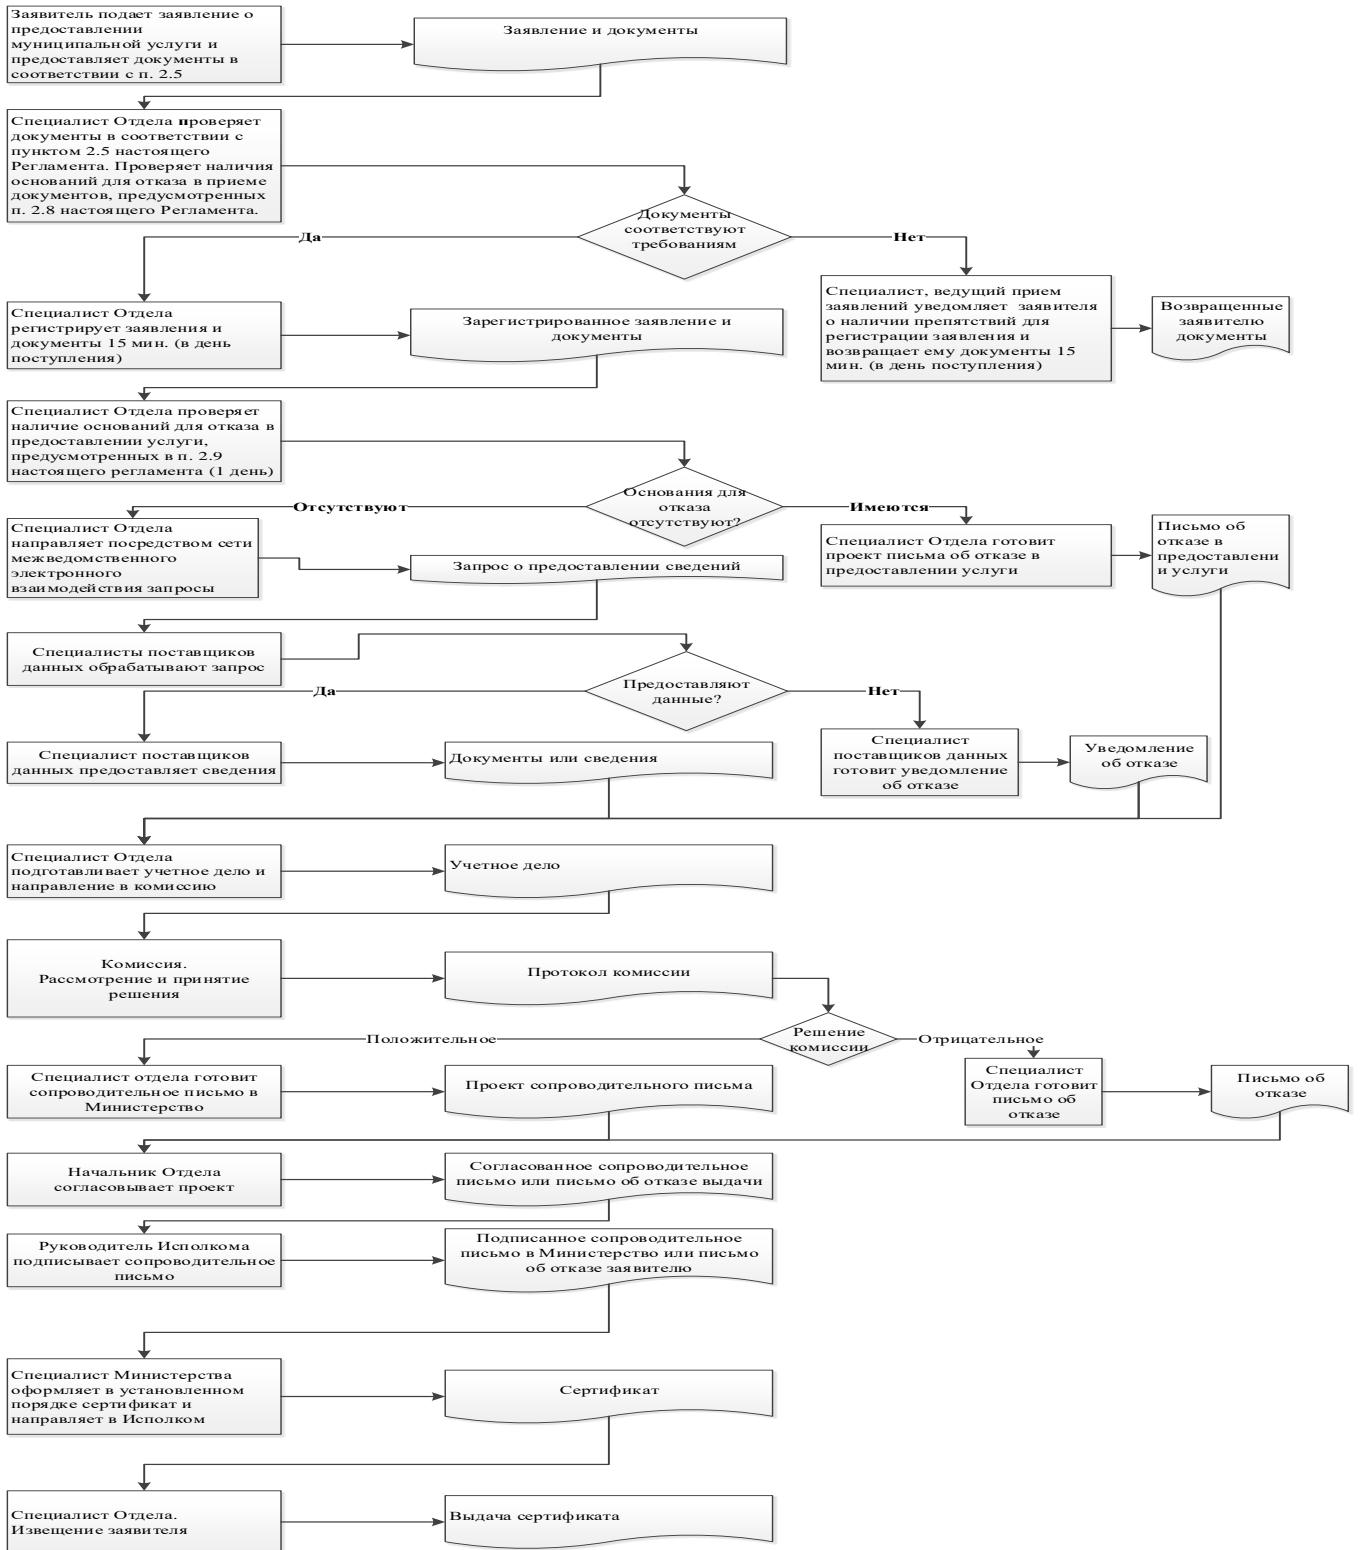 Заявитель подает заявление о
предоставлении
муниципальной услуги и
предоставляет документы в
соответствии с п. 2.5
Заявление и документы
Специалист Отдела проверяет
документы в соответствии с
пунктом 2.5 настоящего
Регламента. Проверяет наличия
оснований для отказа в приеме
документов, предусмотренных
п. 2.8 настоящего Регламента.
Документы
соответствуют
требованиям
Да
Нет
Специалист Отдела
регистрирует заявления и
документы 15 мин. (в день
поступления)
Зарегистрированное заявление и
документы
Специалист, ведущий прием
заявлений уведомляет заявителя
о наличии препятствий для
регистрации заявления и
возвращает ему документы 15
мин. (в день поступления)
Возвращенные
заявителю
документы
Специалист Отдела проверяет
наличие оснований для отказа в
предоставлении услуги,
предусмотренных в п. 2.9
настоящего регламента (1 день)
Основания для
отказа
отсутствуют?
Отсутствуют
Имеются
Специалист Отдела
направляет посредством сети
межведомственного
электронного
взаимодействия запросы
Запрос о предоставлении сведений
Специалист Отдела готовит
проект письма об отказе в
предоставлении услуги
Письмо об
отказе в
предоставлени
и услуги
Специалисты поставщиков
данных обрабатывают запрос
Предоставляют
данные?
Да
Нет
Специалист поставщиков
данных предоставляет сведения
Документы или сведения
Специалист
поставщиков данных
готовит уведомление
об отказе
Уведомление
об отказе
Специалист Отдела
подготавливает учетное дело и
направление в комиссию
Учетное дело
Комиссия.
Рассмотрение и принятие
решения
Протокол комиссии
Решение
комиссии
Положительное
Отрицательное
Специалист отдела готовит
сопроводительное письмо в
Министерство
Проект сопроводительного письма
Специалист
Отдела готовит
письмо об
отказе
Письмо об
отказе
Начальник Отдела
согласовывает проект
Согласованное сопроводительное
письмо или письмо об отказе выдачи
Руководитель Исполкома
подписывает сопроводительное
письмо
Подписанное сопроводительное
письмо в Министерство или письмо
об отказе заявителю
Специалист Министерства
оформляет в установленном
порядке сертификат и
направляет в Исполком
Сертификат
Специалист Отдела.
Извещение заявителя
Выдача сертификата